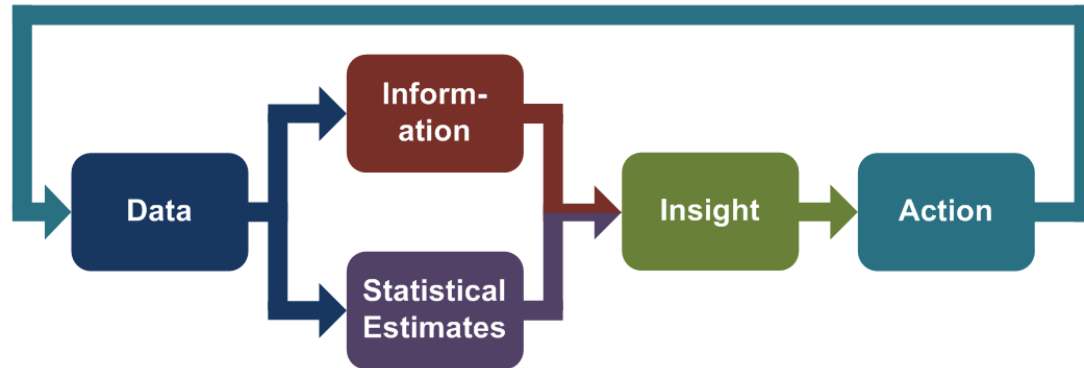 Inform-
ation
Data
Insight
Action
Statistical
Estimates